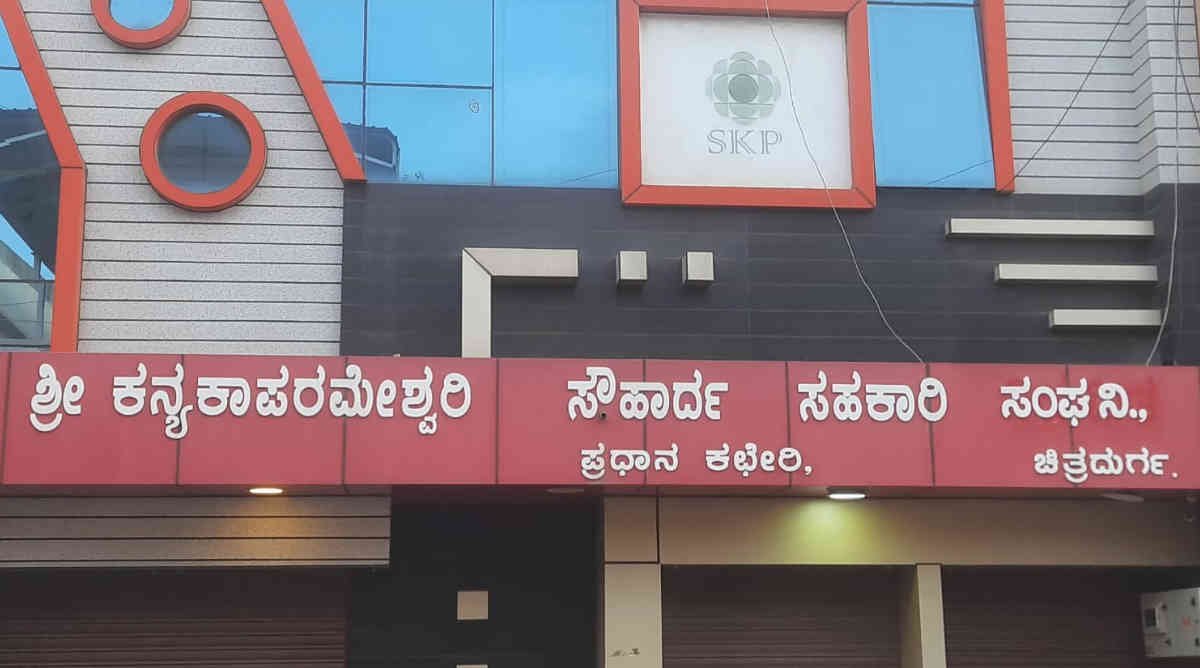 SKP
ಶ್ರೀ ಕನ್ಯಕಾಪರಮೇಶ್ವರಿ ಸೌಹಾರ್ದ ಸಹಕಾರಿ ಸಂಘ ನಿ.,
ಪ್ರಧಾನ ಕಛೇರಿ, ಚಿತ್ರದುರ್ಗ.